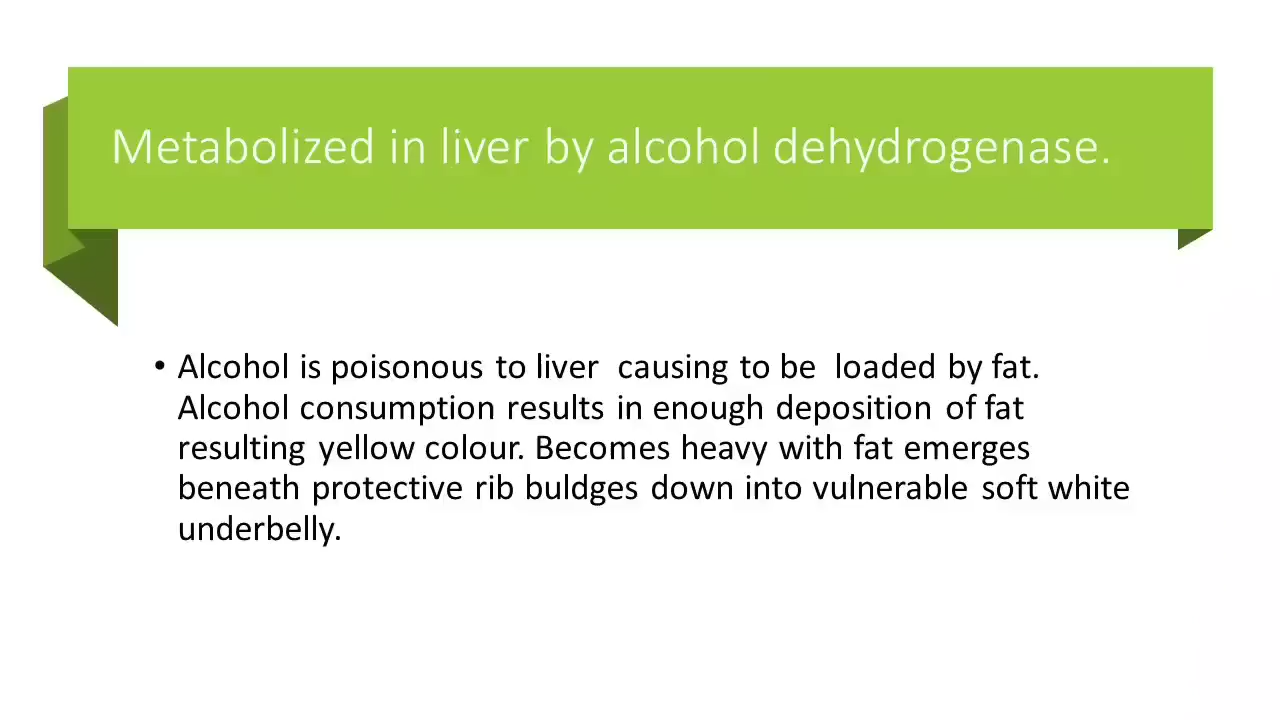 Metabolized in liver by alcohol dehydrogenase.
• Alcohol is poisonous to liver causing to be loaded by fat.
Alcohol consumption results in enough deposition of fat
resulting yellow colour. Becomes heavy with fat emerges
beneath protective rib buldges down into vulnerable soft white
underbelly.